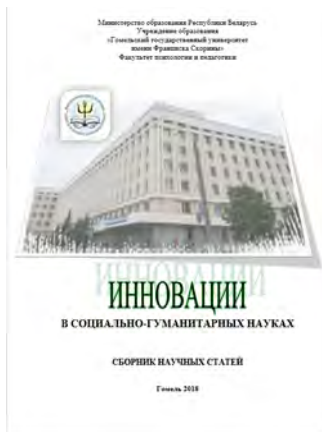 Министерство образования Республики Беларусь
Учреждение образования
«Гомельский государственный университет
имени Франциска Скорины»
Факультет психологии и педагогики
ИННОВАЦИИ
В СОЦИАЛЬНО-ГУМАНИТАРНЫХ НАУКАХ
СБОРНИК НАУЧНЫХ СТАТЕЙ
Гомель 2018